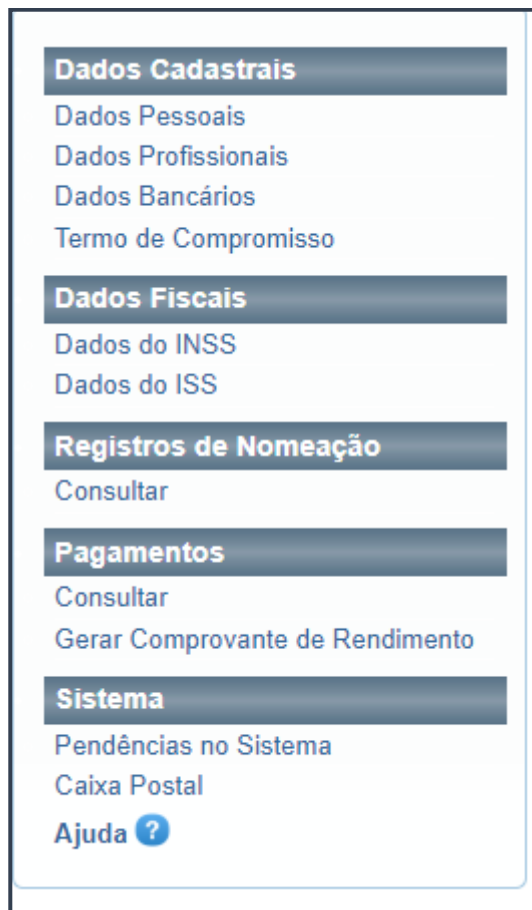 Dados Cadastrais
Dados Pessoais
Dados Profissionais
Dados Bancários
Termo de Compromisso
Dados Fiscais
Dados do INSS
Dados do ISS
Registros de Nomeação
Consultar
Pagamentos
Consultar
Gerar Comprovante de Rendimento
Sistema
Pendências no Sistema
Caixa Postal
Ajuda ?